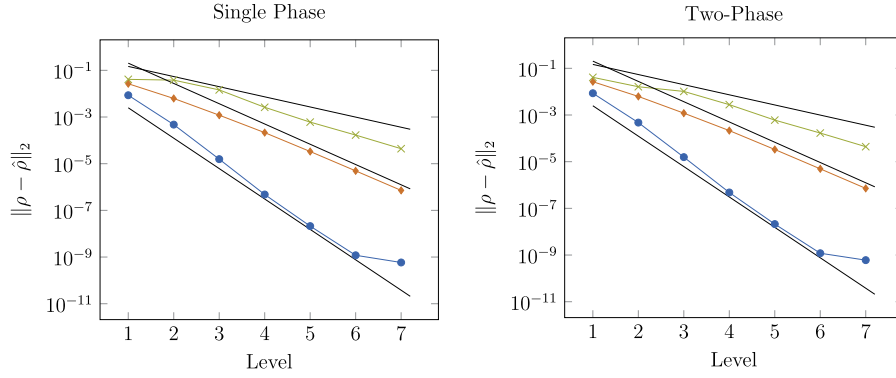 Single Phase
‖ρ − ρ̂‖₂
10⁻¹
10⁻³
10⁻⁵
10⁻⁷
10⁻⁹
10⁻¹¹
1 2 3 4 5 6 7
Level
Two-Phase
‖ρ − ρ̂‖₂
10⁻¹
10⁻³
10⁻⁵
10⁻⁷
10⁻⁹
10⁻¹¹
1 2 3 4 5 6 7
Level